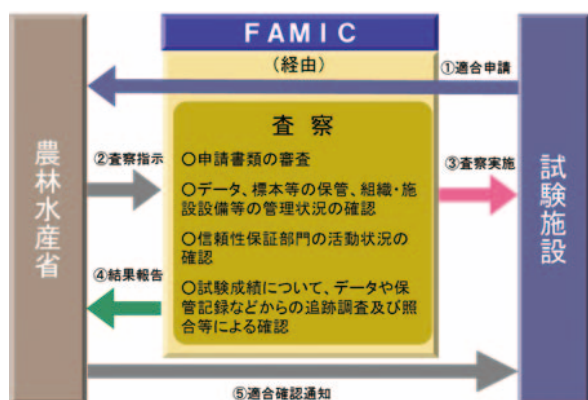 FAMIC
(経由)
①適合申請
農林水産省
試験施設
査察
②査察指示
〇申請書類の審査
〇データ、標本等の保管、組織・施
設設備等の管理状況の確認
③査察実施
〇信頼性保証部門の活動状況の
確認
④結果報告
〇試験成績について、データや保
管記録などからの追跡調査及び照
合等による確認
⑤適合確認通知